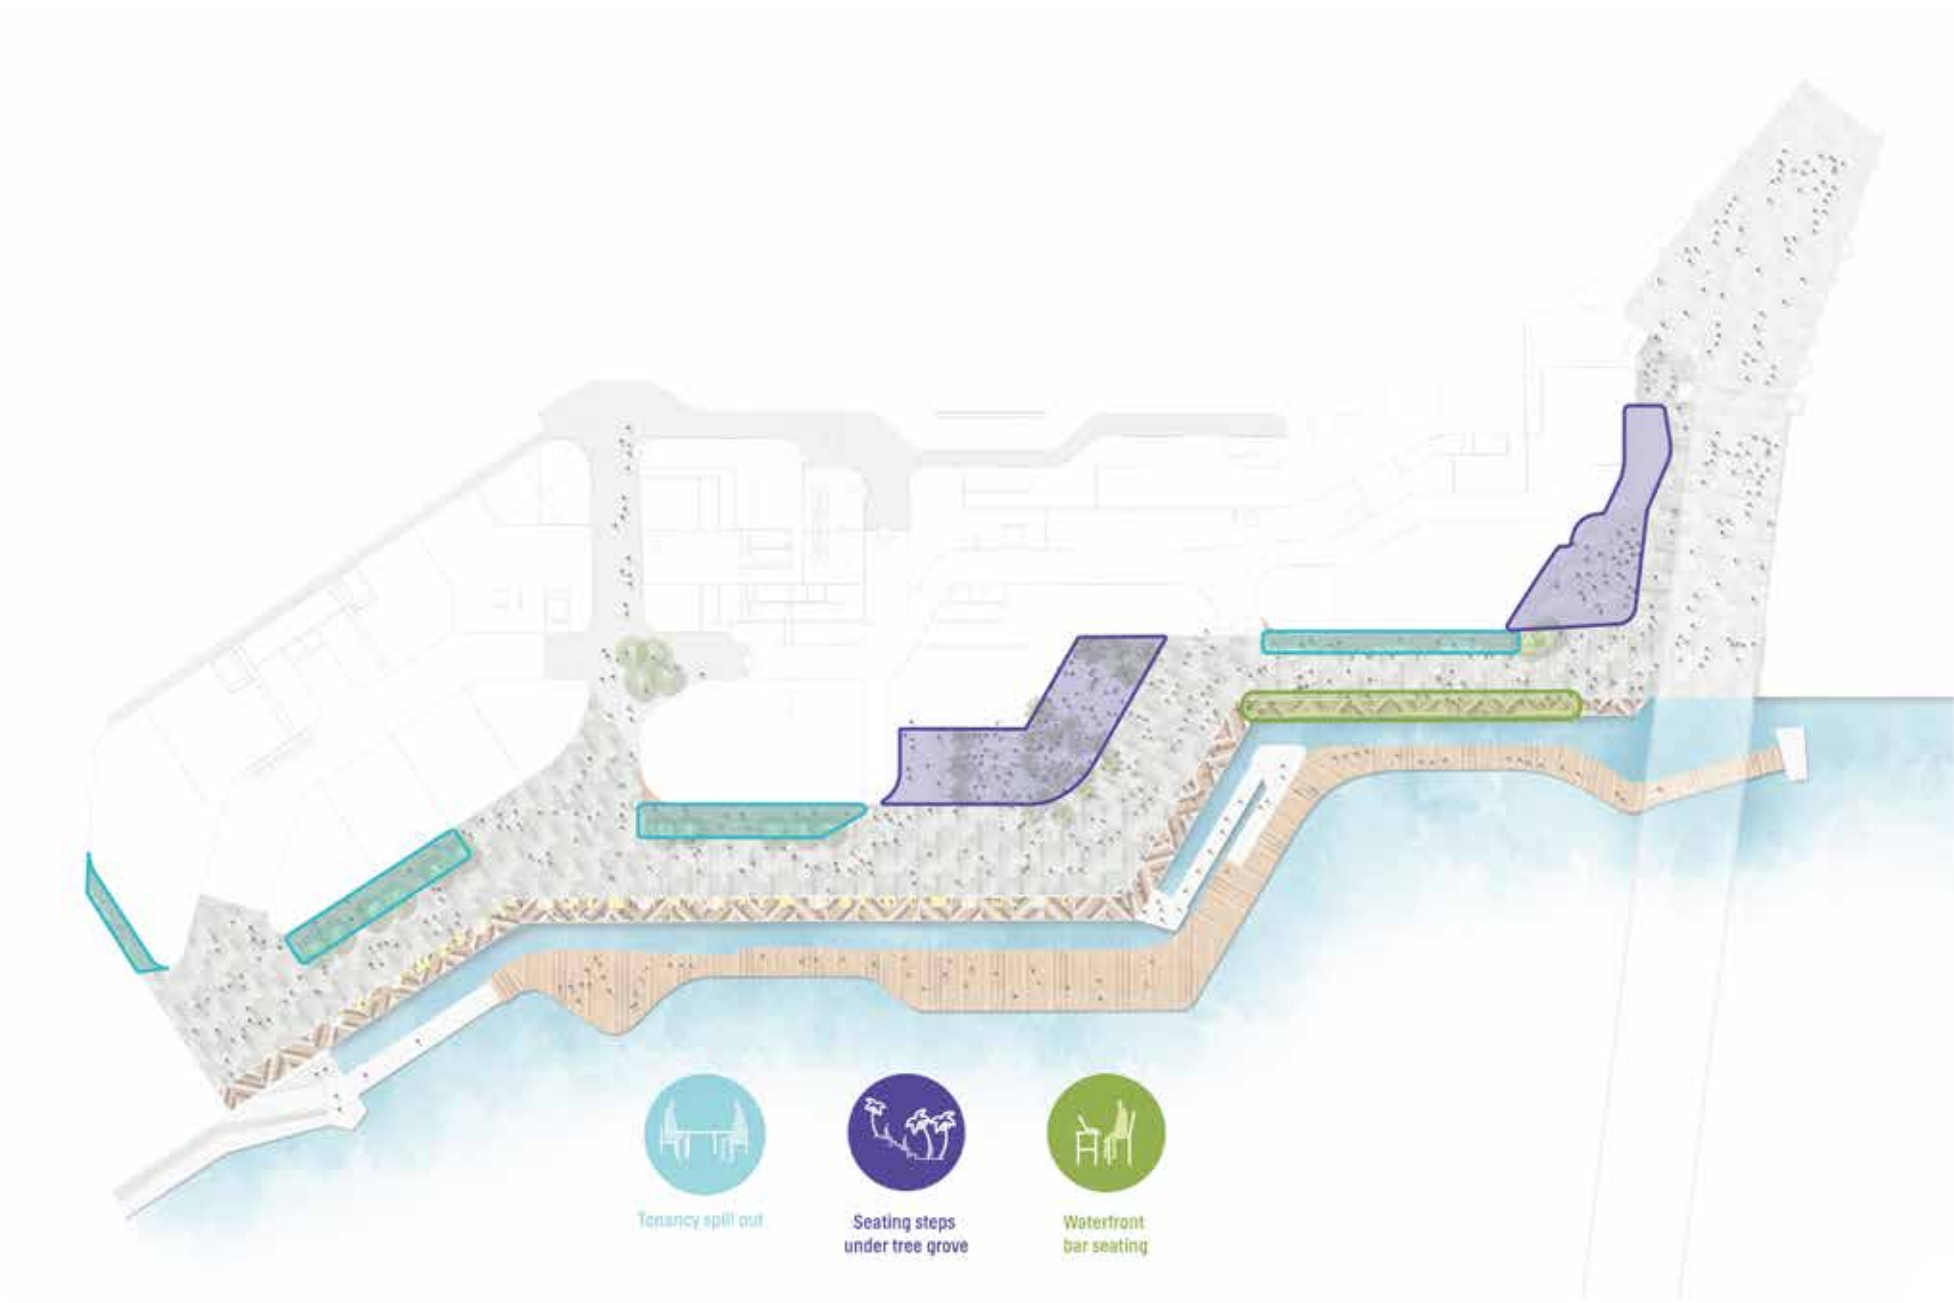 Tenancy spill out
Seating steps
under tree grove
Waterfront
bar seating